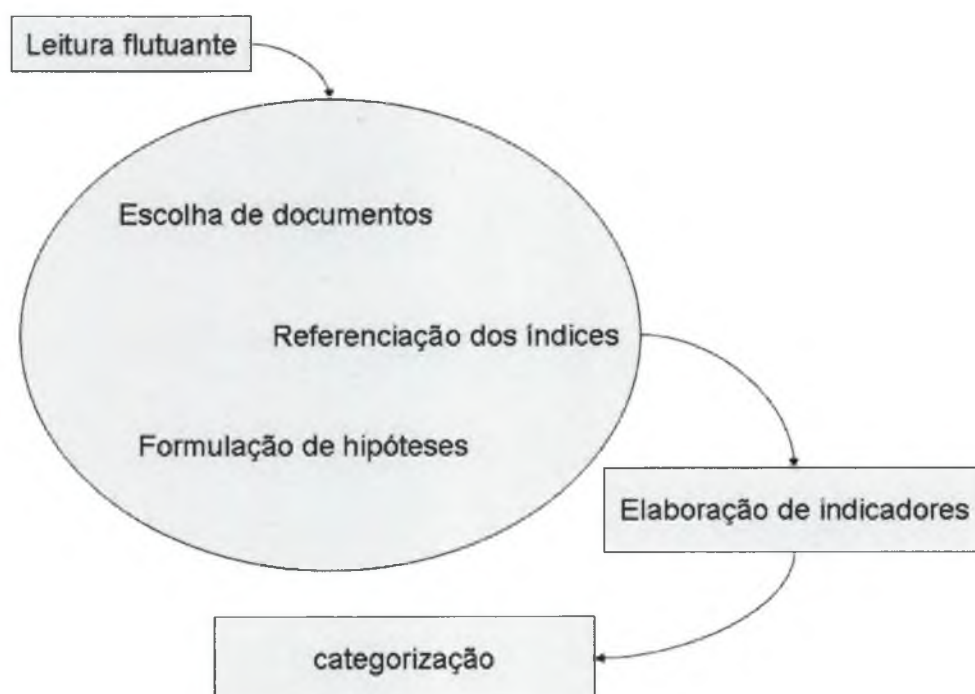 Leitura flutuante
Escolha de documentos
Referenciação dos índices
Formulação de hipóteses
Elaboração de indicadores
categorização